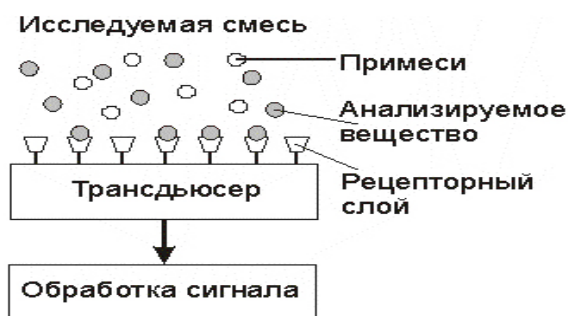 Исследуемая смесь
Примеси
Анализируемое
вещество
Рецепторный
слой
Трансдьюсер
Обработка сигнала